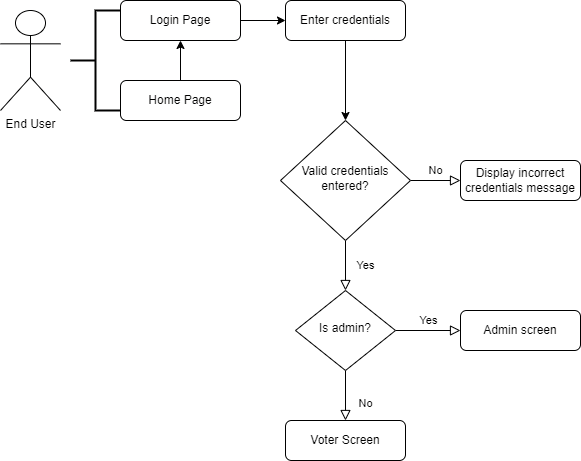 Login Page
Enter credentials
Home Page
End User
Valid credentials
entered?
No
Display incorrect
credentials message
Yes
Is admin?
Yes
Admin screen
No
Voter Screen